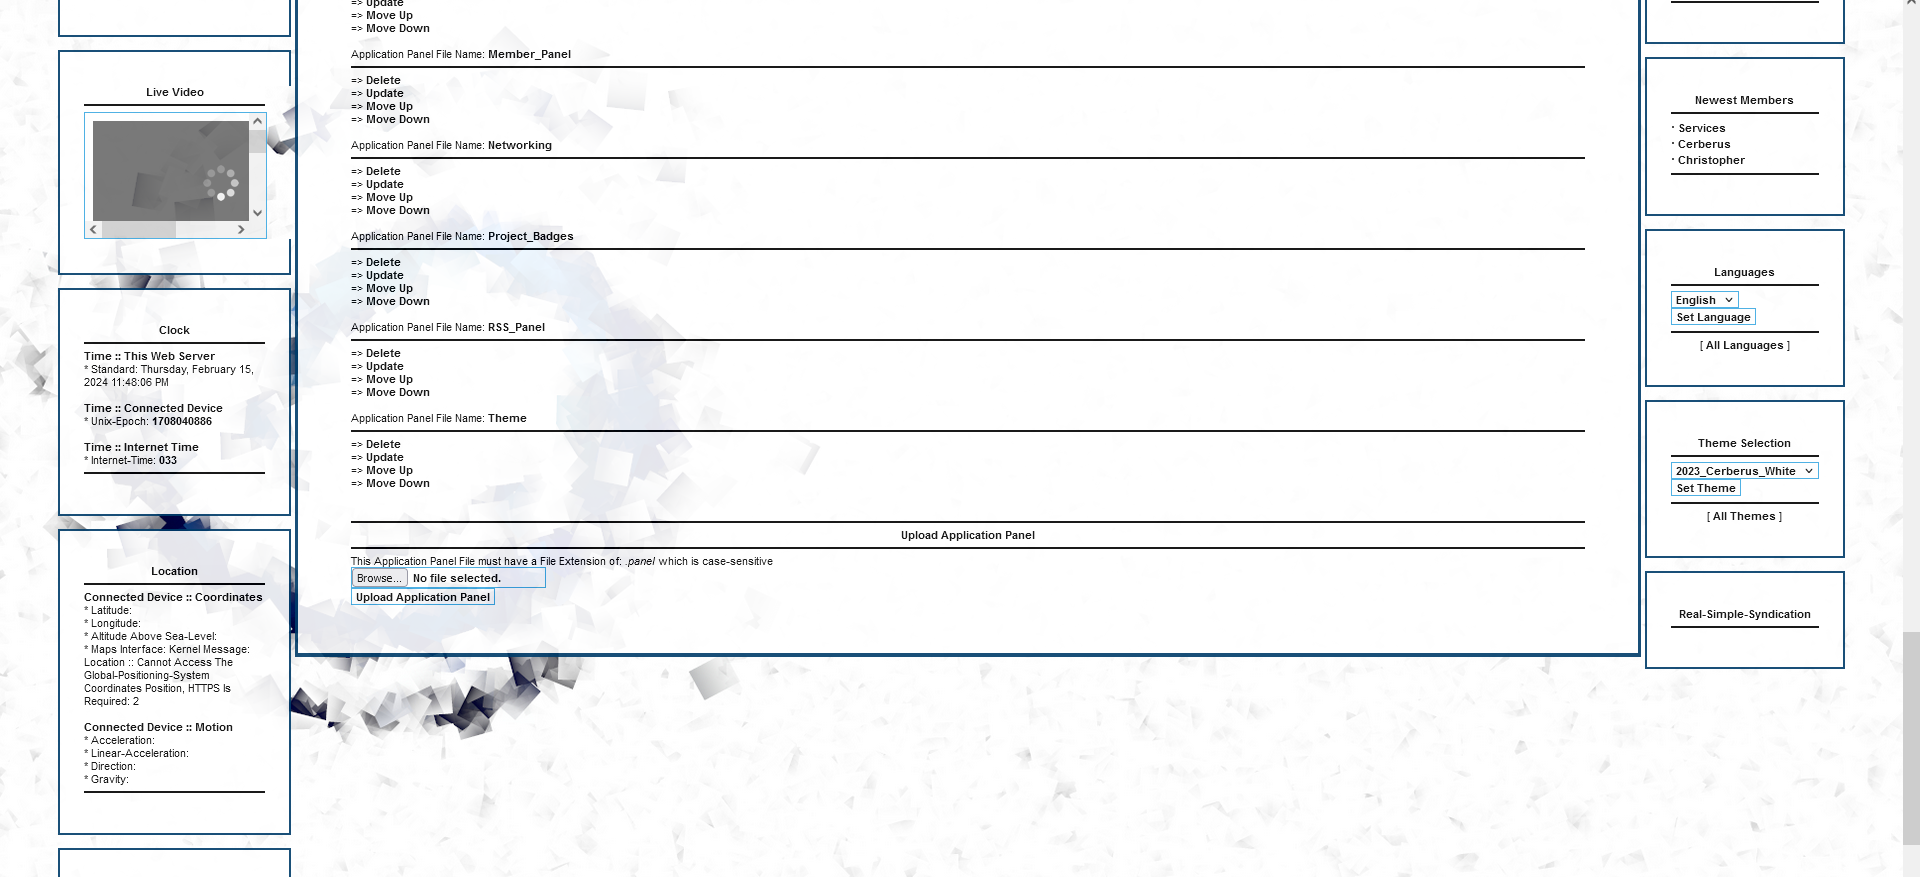 Live Video
Clock
Time :: This Web Server
* Standard: Thursday, February 15,
2024 11:48:06 PM
Time :: Connected Device
* Unix-Epoch: 1708040886
Time :: Internet Time
* Internet-Time: 033
Location
Connected Device :: Coordinates
* Latitude:
* Longitude:
* Altitude Above Sea-Level:
* Maps Interface: Kernel Message:
Location :: Cannot Access The
Global-Positioning-System
Coordinates Position, HTTPS Is
Required: 2
Connected Device :: Motion
* Acceleration:
* Linear-Acceleration:
* Direction:
* Gravity:
=> Update
=> Move Up
=> Move Down
Application Panel File Name: Member_Panel
=> Delete
=> Update
=> Move Up
=> Move Down
Application Panel File Name: Networking
=> Delete
=> Update
=> Move Up
=> Move Down
Application Panel File Name: Project_Badges
=> Delete
=> Update
=> Move Up
=> Move Down
Application Panel File Name: RSS_Panel
=> Delete
=> Update
=> Move Up
=> Move Down
Application Panel File Name: Theme
=> Delete
=> Update
=> Move Up
=> Move Down
Upload Application Panel
This Application Panel File must have a File Extension of: .panel which is case-sensitive
Browse... No file selected.
Upload Application Panel
Newest Members
· Services
· Cerberus
· Christopher
Languages
English
Set Language
[ All Languages ]
Theme Selection
2023_Cerberus_White
Set Theme
[ All Themes ]
Real-Simple-Syndication